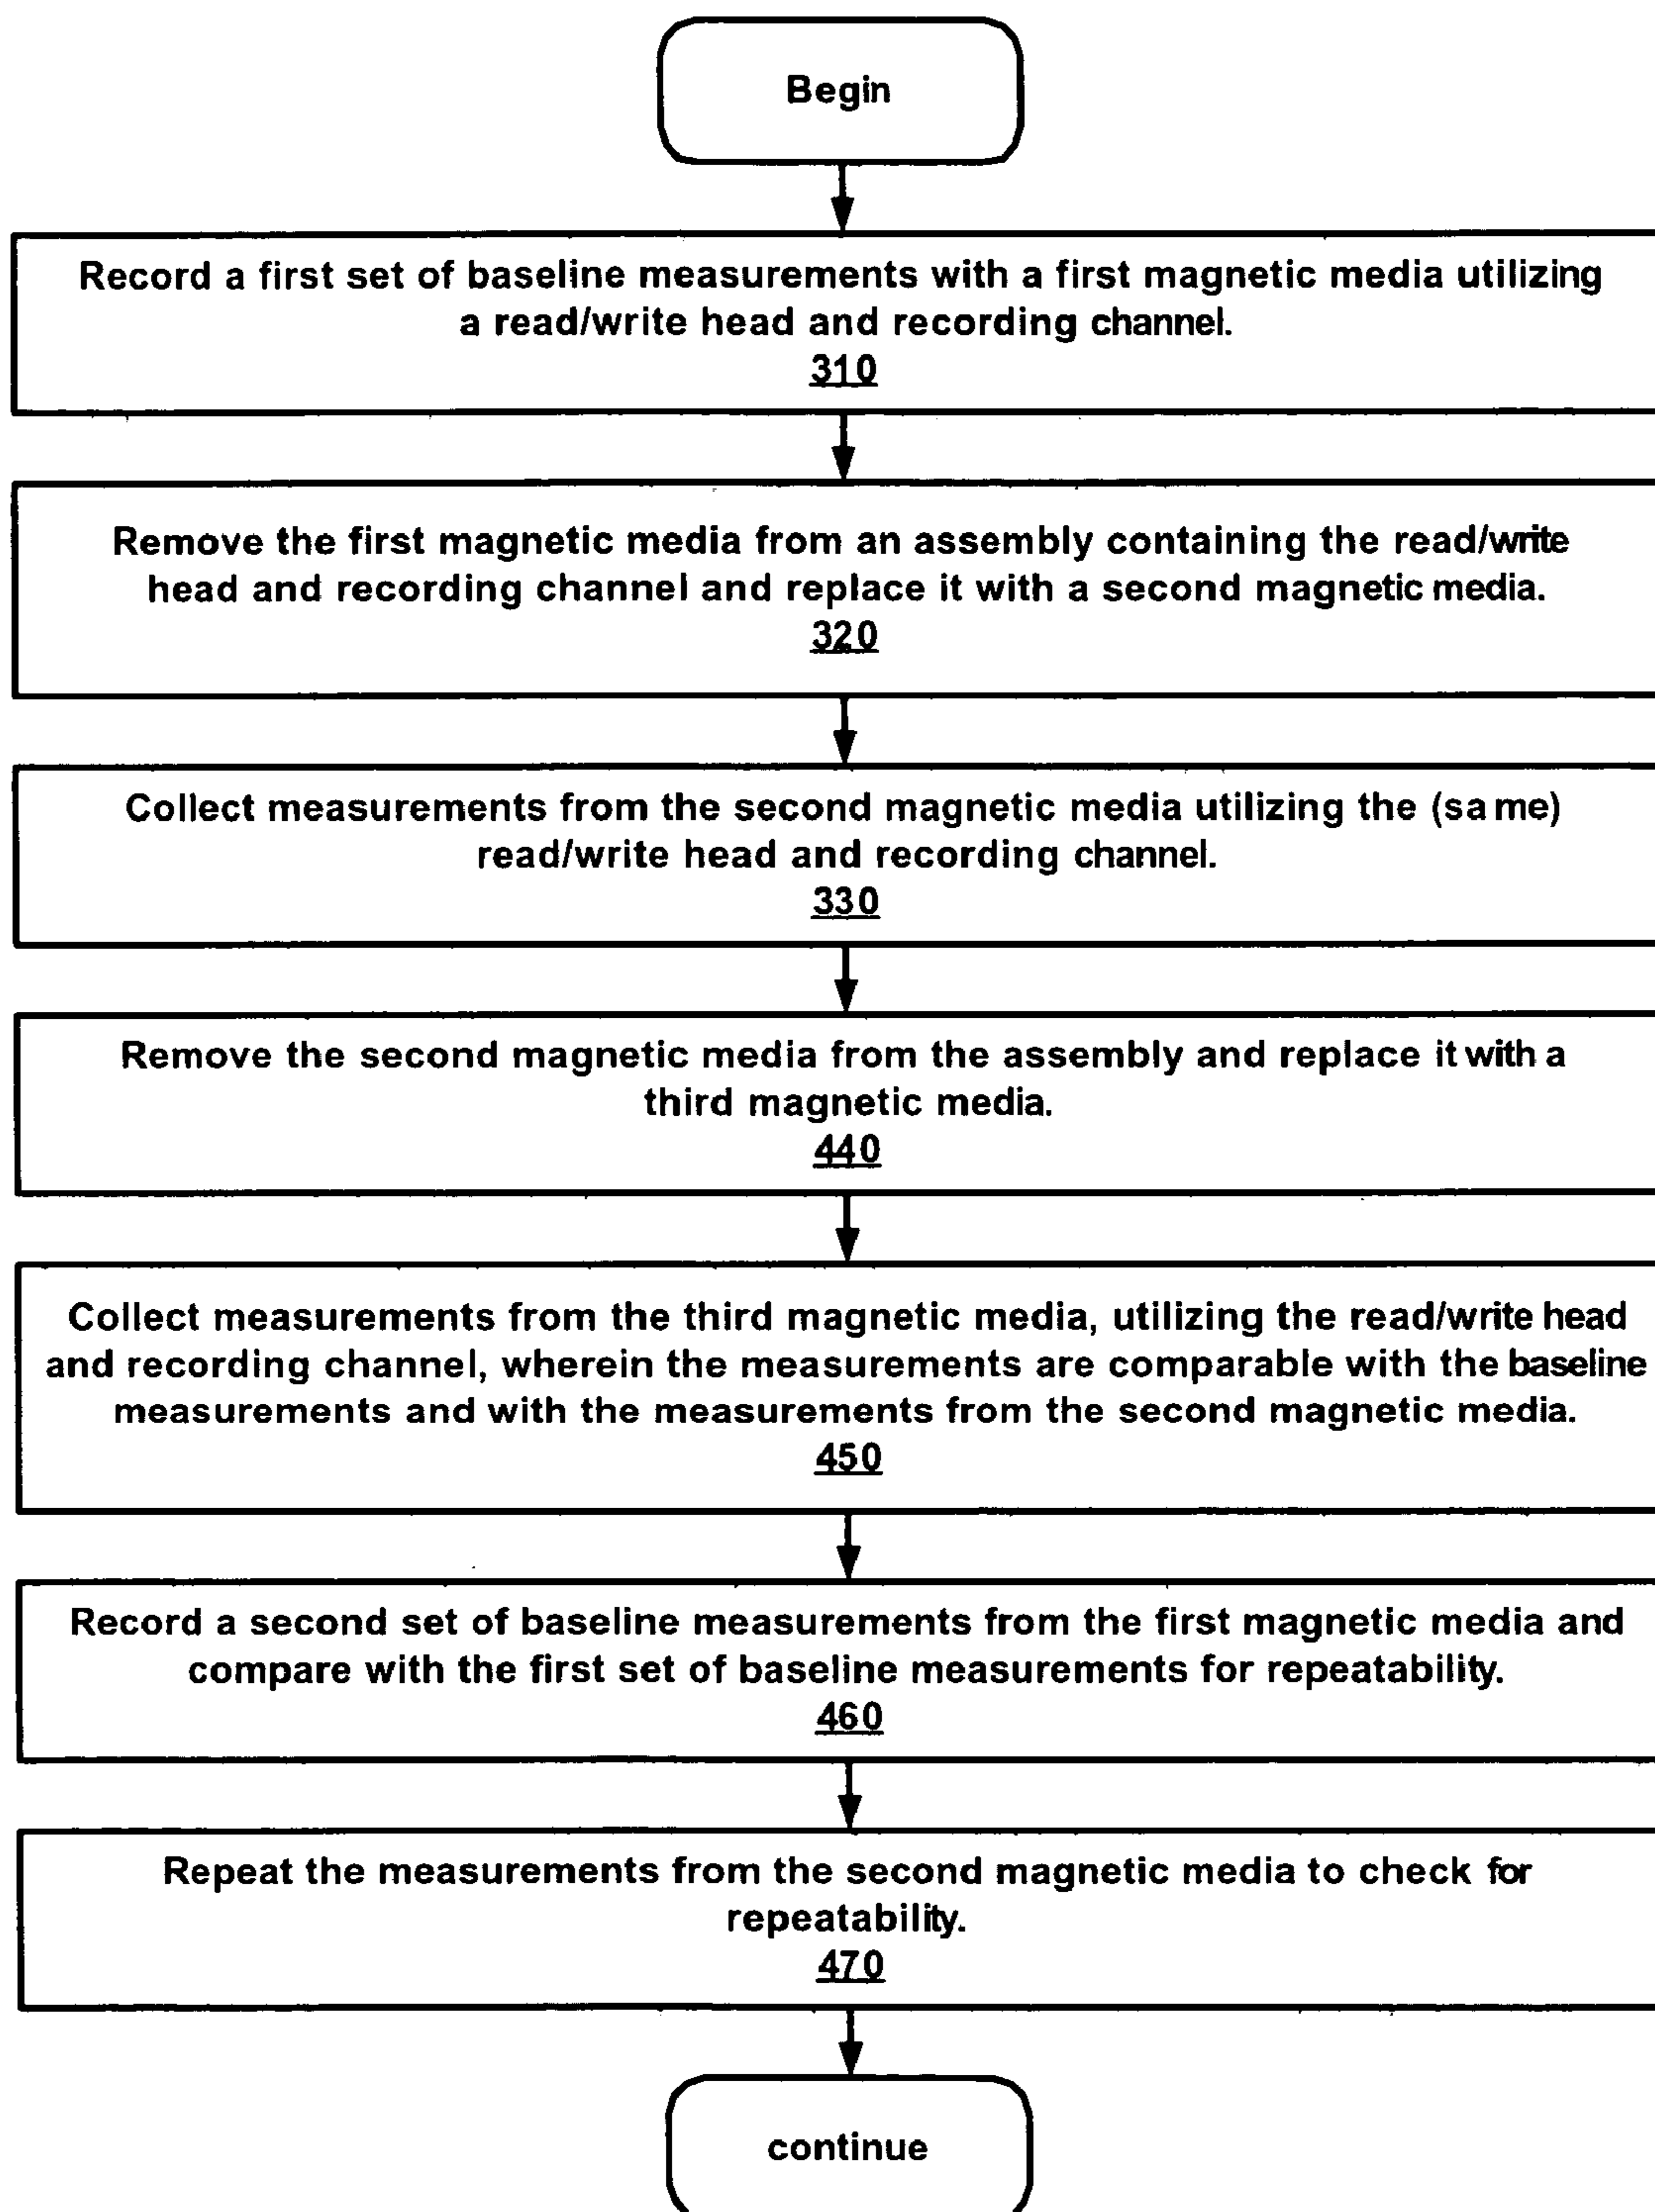 Begin
Record a first set of baseline measurements with a first magnetic media utilizing
a read/write head and recording channel.
310
Remove the first magnetic media from an assembly containing the read/write
head and recording channel and replace it with a second magnetic media.
320
Collect measurements from the second magnetic media utilizing the (same)
read/write head and recording channel.
330
Remove the second magnetic media from the assembly and replace it with a
third magnetic media.
440
Collect measurements from the third magnetic media, utilizing the read/write head
and recording channel, wherein the measurements are comparable with the baseline
measurements and with the measurements from the second magnetic media.
450
Record a second set of baseline measurements from the first magnetic media and
compare with the first set of baseline measurements for repeatability.
460
Repeat the measurements from the second magnetic media to check for
repeatability.
470
continue